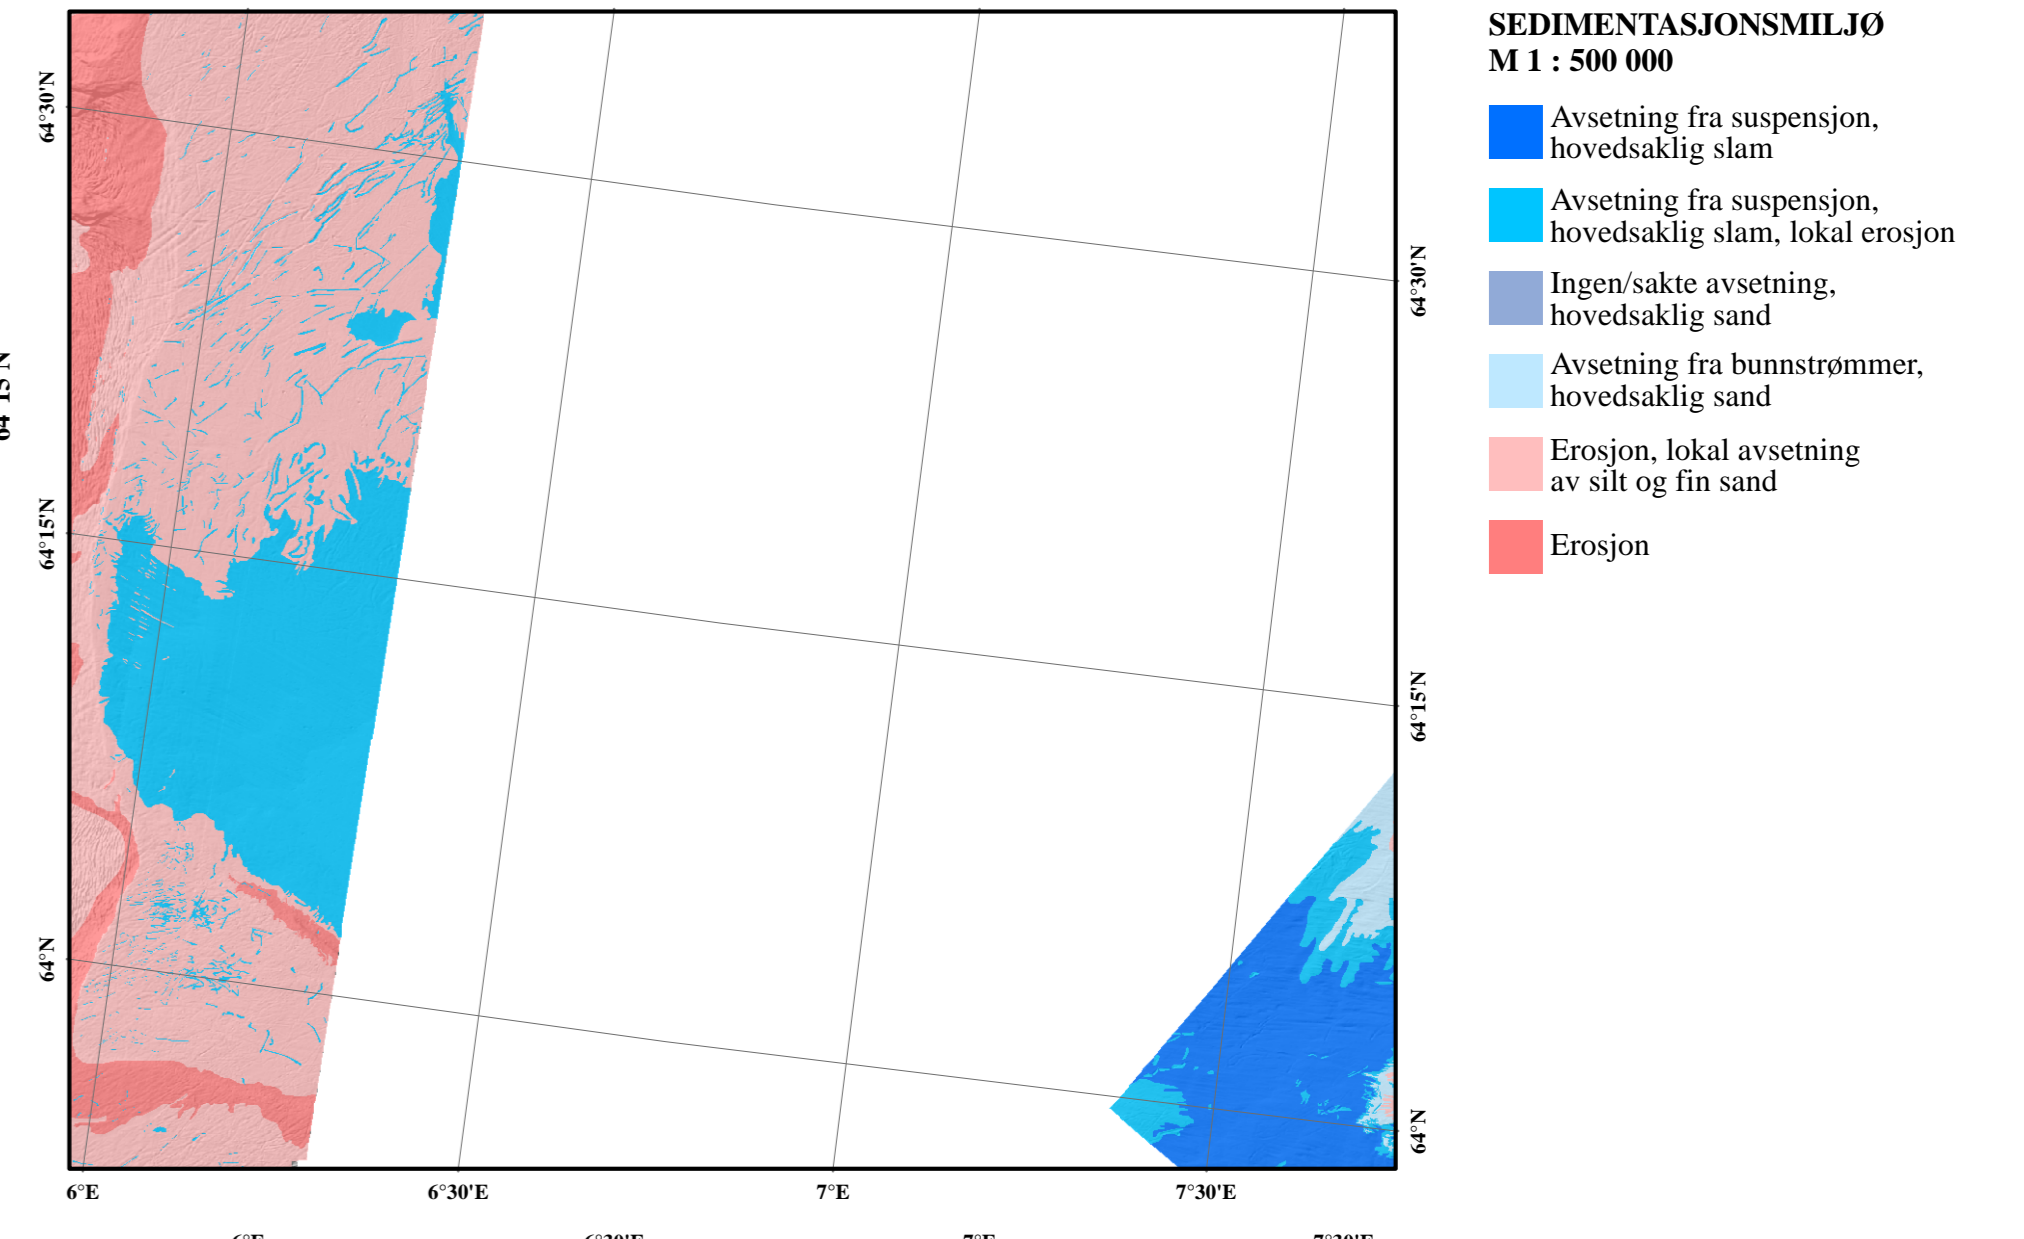 SEDIMENTASJONSMILJØ
M 1 : 500 000
Avsetning fra suspensjon,
hovedsaklig slam
Avsetning fra suspensjon,
hovedsaklig slam, lokal erosjon
Ingen/sakte avsetning,
hovedsaklig sand
Avsetning fra bunnstrømmer,
hovedsaklig sand
Erosjon, lokal avsetning
av silt og fin sand
Erosjon
64°30'N
64°15'N
64°N
64°30'N
64°15'N
64°N
6°E
6°30'E
7°E
7°30'E